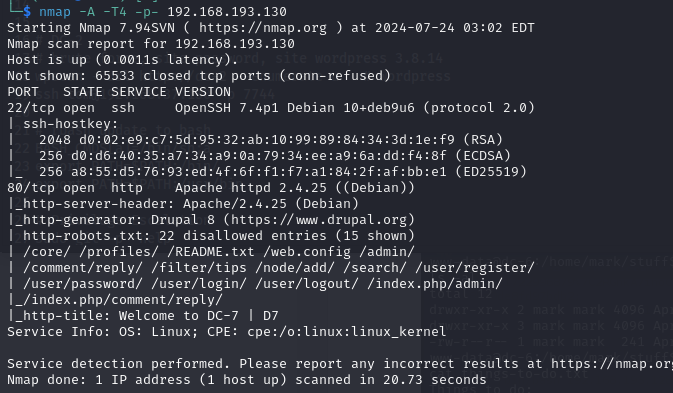 └─$ nmap -A -T4 -p- 192.168.193.130
Starting Nmap 7.94SVN ( https://nmap.org ) at 2024-07-24 03:02 EDT
Nmap scan report for 192.168.193.130
Host is up (0.0011s latency).
Not shown: 65533 closed tcp ports (conn-refused)
PORT   STATE SERVICE VERSION
22/tcp open  ssh     OpenSSH 7.4p1 Debian 10+deb9u6 (protocol 2.0)
| ssh-hostkey:
|   2048 d0:02:e9:c7:5d:95:32:ab:10:99:89:84:34:3d:1e:f9 (RSA)
|   256 d0:d6:40:35:a7:34:a9:0a:79:34:ee:a9:6a:dd:f4:8f (ECDSA)
|_  256 a8:55:d5:76:93:ed:4f:6f:f1:f7:a1:84:2f:af:bb:e1 (ED25519)
80/tcp open  http    Apache httpd 2.4.25 ((Debian))
|_http-server-header: Apache/2.4.25 (Debian)
|_http-generator: Drupal 8 (https://www.drupal.org)
| http-robots.txt: 22 disallowed entries (15 shown)
| /core/ /profiles/ /README.txt /web.config /admin/
| /comment/reply/ /filter/tips /node/add/ /search/ /user/register/
| /user/password/ /user/login/ /user/logout/ /index.php/admin/
|_/index.php/comment/reply/
|_http-title: Welcome to DC-7 | D7
Service Info: OS: Linux; CPE: cpe:/o:linux:linux_kernel
Service detection performed. Please report any incorrect results at https://nmap.or
Nmap done: 1 IP address (1 host up) scanned in 20.73 seconds